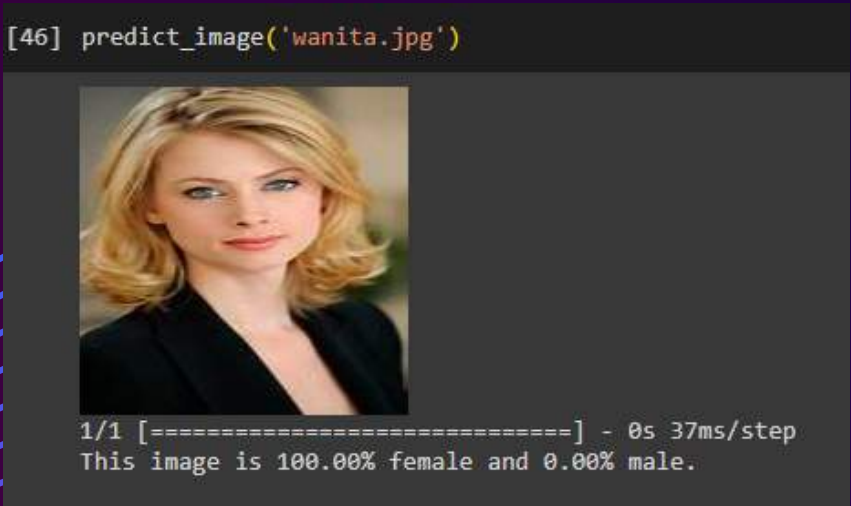 [46] predict_image('wanita.jpg')
1/1 [==============================] - 0s 37ms/step
This image is 100.00% female and 0.00% male.